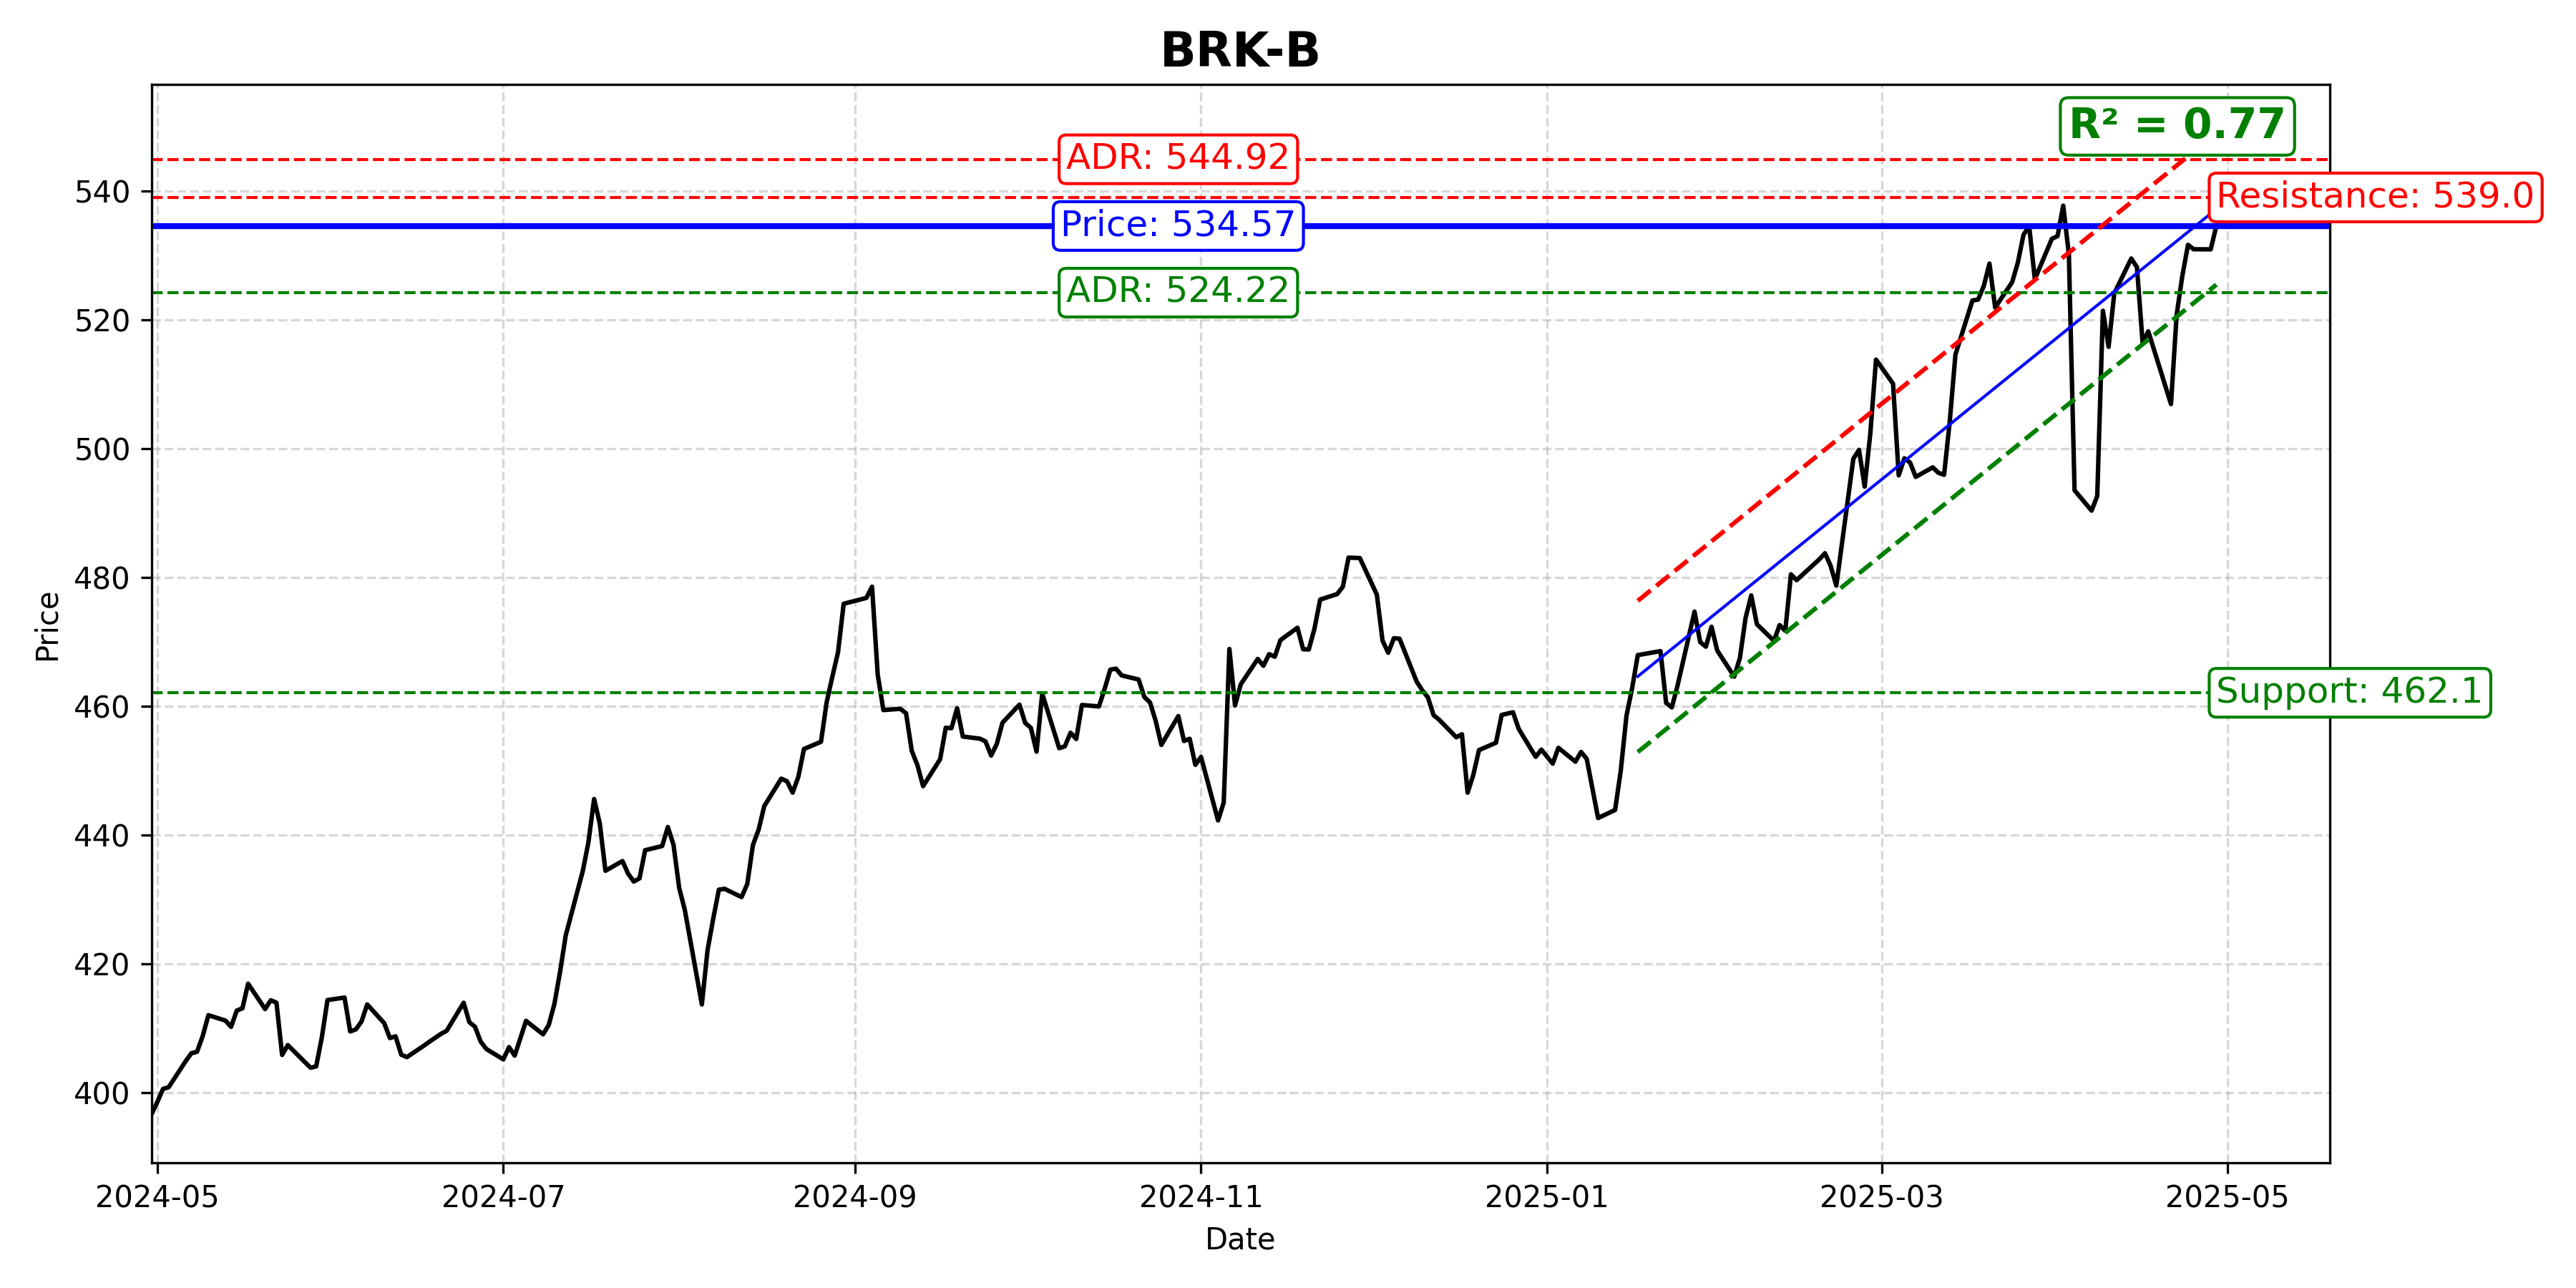 BRK-B
R² = 0.77
ADR: 544.92
Resistance: 539.0
Price: 534.57
ADR: 524.22
Support: 462.1
540
520
500
480
460
440
420
400
Price
2024-05
2024-07
2024-09
2024-11
2025-01
2025-03
2025-05
Date